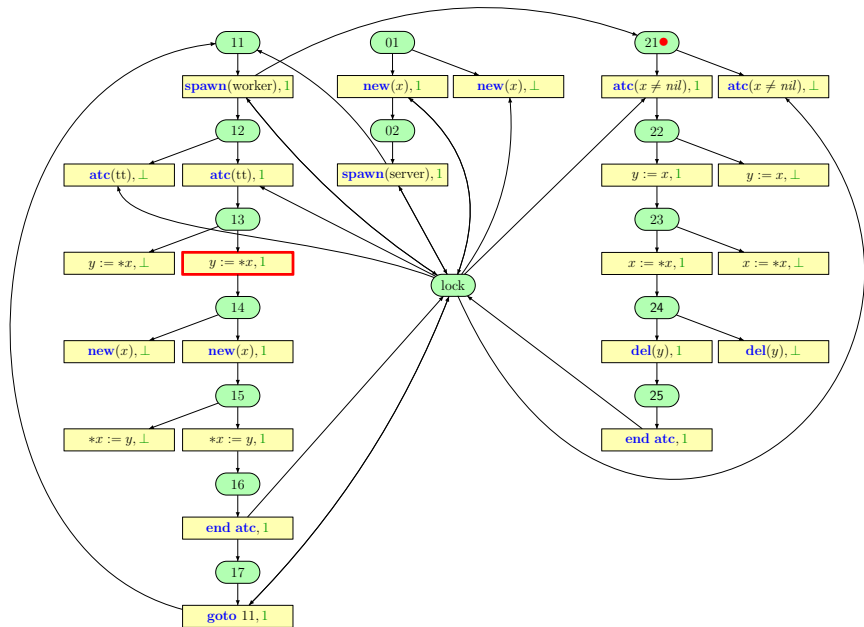 11
01
21
spawn(worker), 1
new(x), 1
new(x), ⊥
atc(x ≠ nil), 1
atc(x ≠ nil), ⊥
12
02
22
atc(tt), ⊥
atc(tt), 1
spawn(server), 1
y := x, 1
y := x, ⊥
13
23
y := *x, ⊥
y := *x, 1
x := *x, 1
x := *x, ⊥
lock
14
24
new(x), ⊥
new(x), 1
del(y), 1
del(y), ⊥
15
25
*x := y, ⊥
*x := y, 1
end atc, 1
16
end atc, 1
17
goto 11, 1